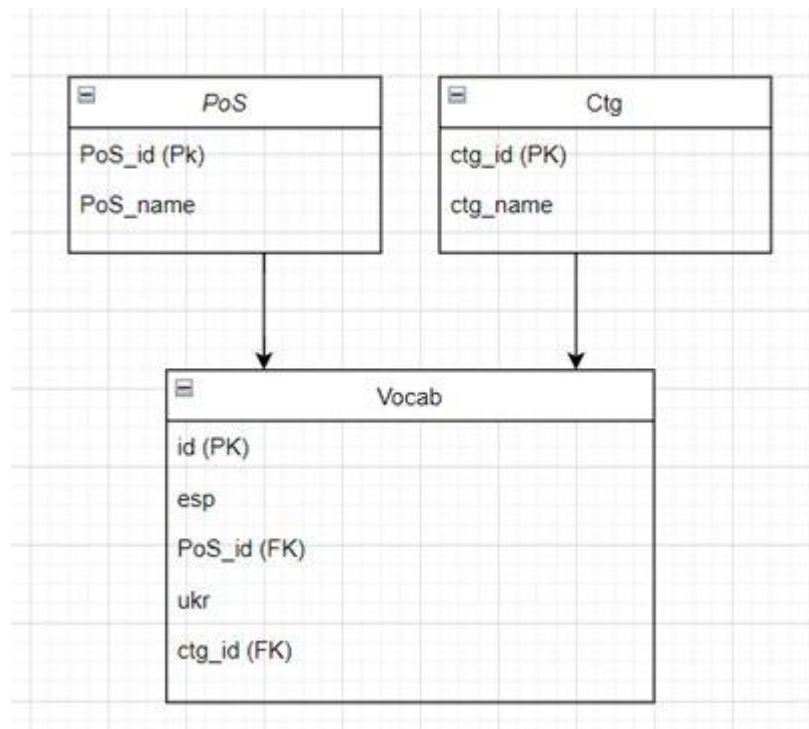 PoS
PoS_id (Pk)
PoS_name
Ctg
ctg_id (PK)
ctg_name
Vocab
id (PK)
esp
PoS_id (FK)
ukr
ctg_id (FK)